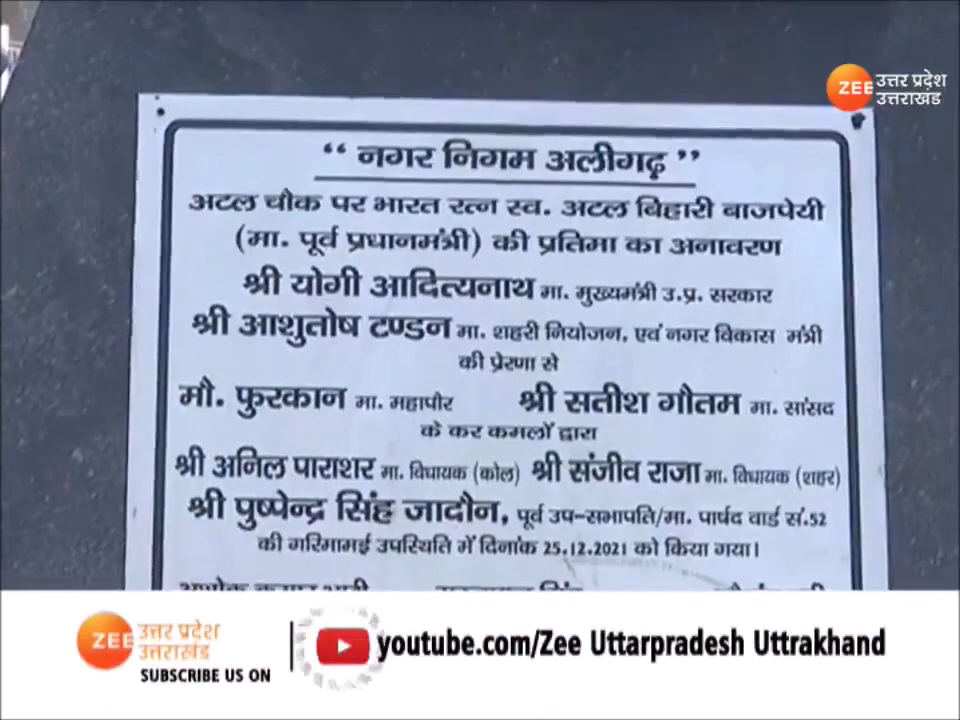 ZEE उत्तर प्रदेश
उत्तराखंड
“ नगर निगम अलीगढ़ ”
अटल चौक पर भारत रत्न स्व. अटल बिहारी बाजपेयी
(मा. पूर्व प्रधानमंत्री) की प्रतिमा का अनावरण
श्री योगी आदित्यनाथ मा. मुख्यमंत्री उ.प्र. सरकार
श्री आशुतोष टण्डन मा. शहरी नियोजन, एवं नगर विकास मंत्री
की प्रेरणा से
मौ. फुरकान मा. महापौर श्री सतीश गौतम मा. सांसद
के कर कमलों द्वारा
श्री अनिल पाराशर मा. विधायक (कोल) श्री संजीव राजा मा. विधायक (शहर)
श्री पुष्पेन्द्र सिंह जादौन, पूर्व उप-सभापति/मा. पार्षद वार्ड सं.52
की गरिमामई उपस्थिति में दिनांक 25.12.2021 को किया गया।
ZEE उत्तर प्रदेश
उत्तराखंड
SUBSCRIBE US ON
youtube.com/Zee Uttarpradesh Uttrakhand